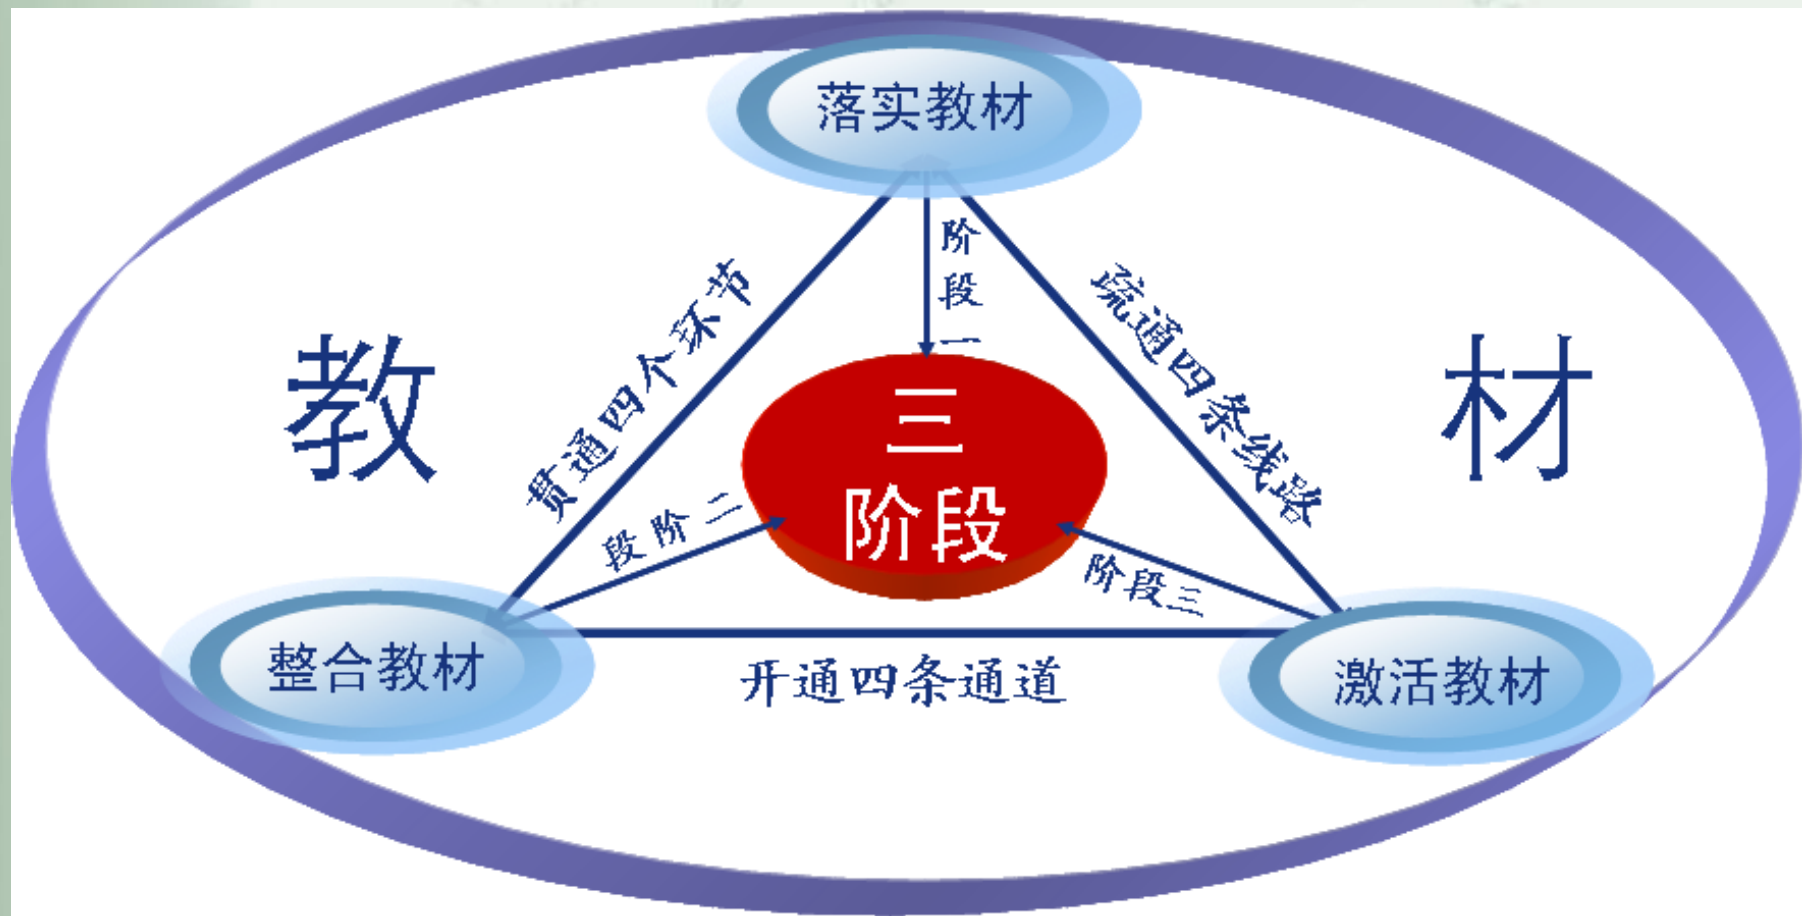 落实教材
阶段一
贯通四个环节
疏通四条线路
教
材
三
阶段
段阶二
阶段三
整合教材
开通四条通道
激活教材